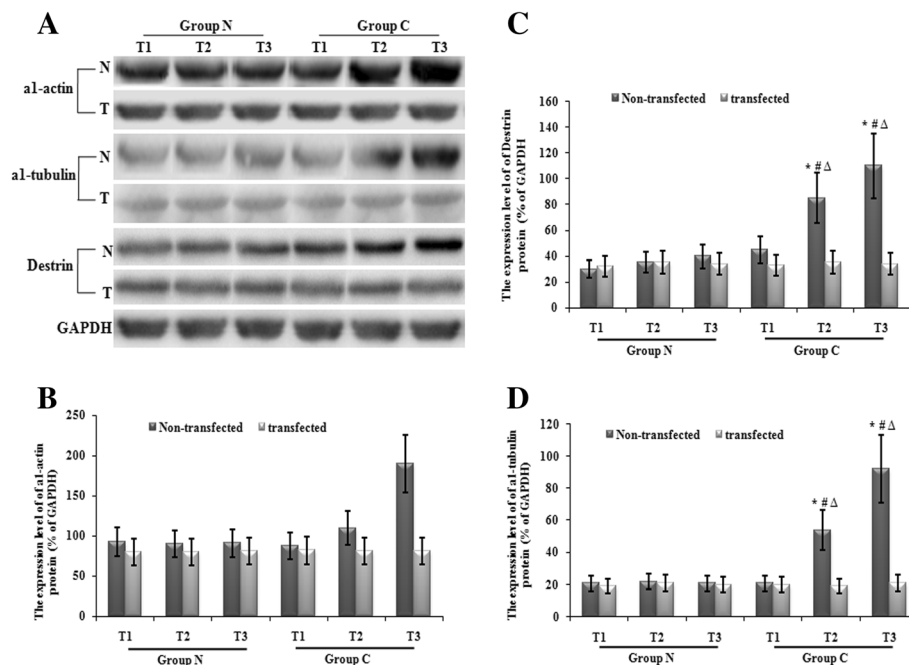 A
Group N Group C
T1 T2 T3 T1 T2 T3
a1-actin
N
T
a1-tubulin
N
T
Destrin
N
T
GAPDH
B
The expression level of a1-actin
protein (% of GAPDH)
250
200
150
100
50
0
Non-transfected transfected
T1 T2 T3 T1 T2 T3
Group N Group C
C
The expression level of of Destrin
protein (% of GAPDH)
160
140
120
100
80
60
40
20
0
Non-transfected transfected
* # Δ
* # Δ
T1 T2 T3 T1 T2 T3
Group N Group C
D
The expression level of a1-tubulin
protein (% of GAPDH)
120
100
80
60
40
20
0
Non-transfected transfected
* # Δ
* # Δ
T1 T2 T3 T1 T2 T3
Group N Group C